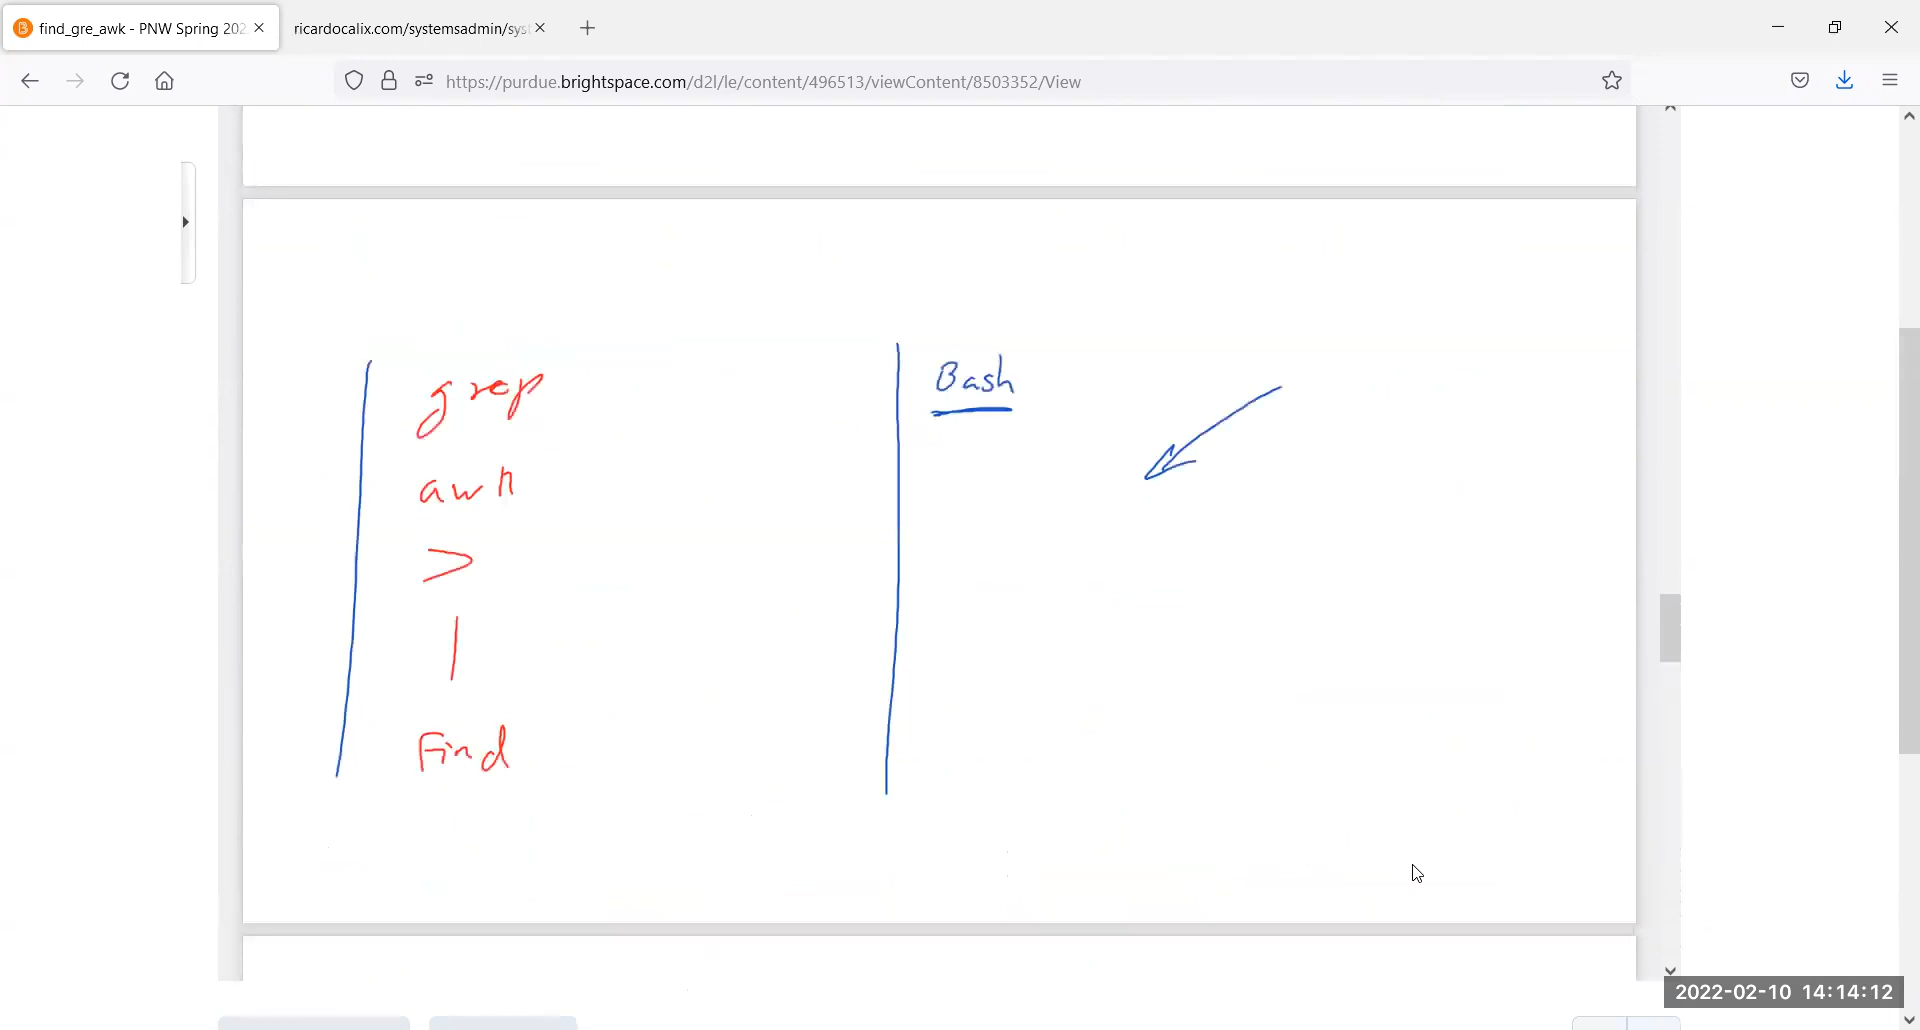 find_gre_awk - PNW Spring 202
ricardocalix.com/systemsadmin/sys
https://purdue.brightspace.com/d2l/le/content/496513/viewContent/8503352/View
grep
Bash
awk
>
|
Find
2022-02-10 14:14:12